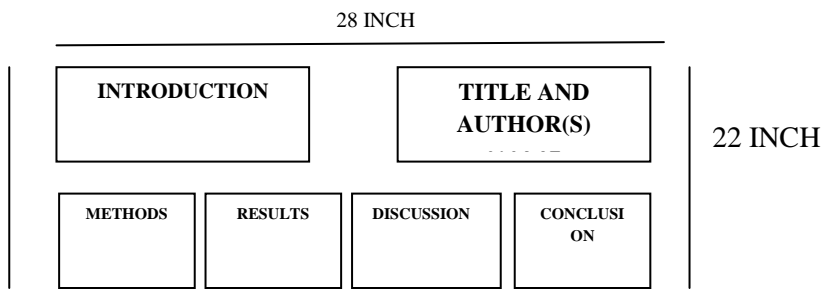 28 INCH
INTRODUCTION
TITLE AND
AUTHOR(S)
22 INCH
METHODS
RESULTS
DISCUSSION
CONCLUSI
ON